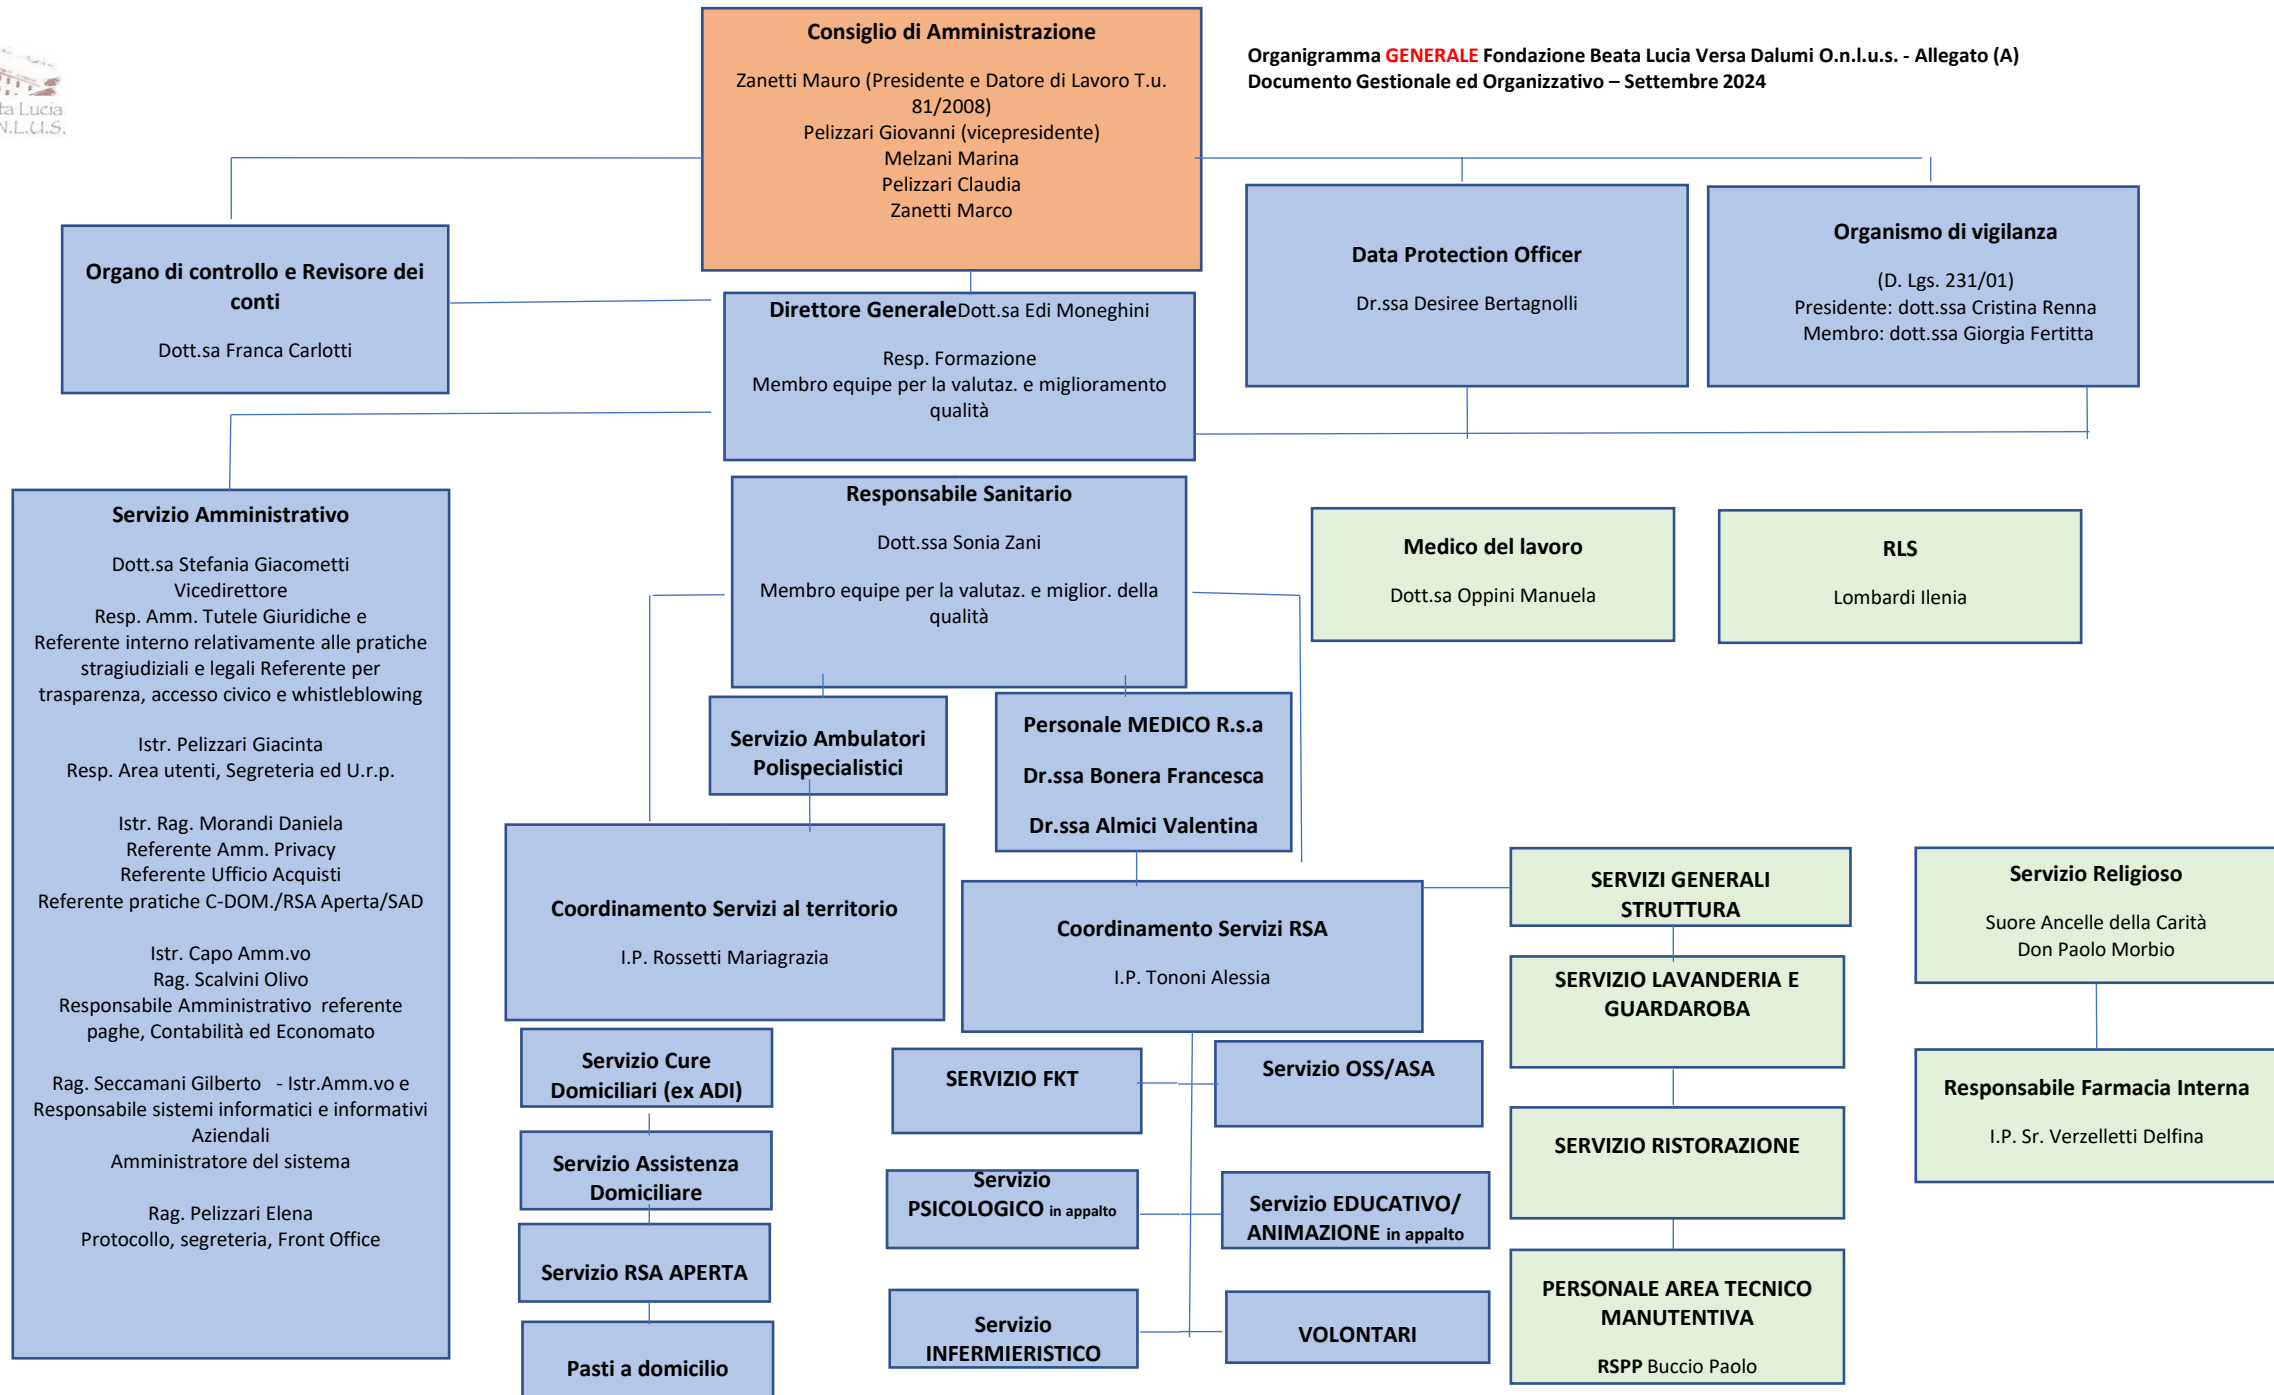 ta Lucia
N.L.U.S.
Consiglio di Amministrazione
Zanetti Mauro (Presidente e Datore di Lavoro T.u.
81/2008)
Pelizzari Giovanni (vicepresidente)
Melzani Marina
Pelizzari Claudia
Zanetti Marco
Organigramma GENERALE Fondazione Beata Lucia Versa Dalumi O.n.l.u.s. - Allegato (A)
Documento Gestionale ed Organizzativo – Settembre 2024
Organo di controllo e Revisore dei
conti
Dott.sa Franca Carlotti
Direttore GeneraleDott.sa Edi Moneghini
Resp. Formazione
Membro equipe per la valutaz. e miglioramento
qualità
Data Protection Officer
Dr.ssa Desiree Bertagnolli
Organismo di vigilanza
(D. Lgs. 231/01)
Presidente: dott.ssa Cristina Renna
Membro: dott.ssa Giorgia Fertitta
Servizio Amministrativo
Dott.sa Stefania Giacometti
Vicedirettore
Resp. Amm. Tutele Giuridiche e
Referente interno relativamente alle pratiche
stragiudiziali e legali Referente per
trasparenza, accesso civico e whistleblowing
Istr. Pelizzari Giacinta
Resp. Area utenti, Segreteria ed U.r.p.
Istr. Rag. Morandi Daniela
Referente Amm. Privacy
Referente Ufficio Acquisti
Referente pratiche C-DOM./RSA Aperta/SAD
Istr. Capo Amm.vo
Rag. Scalvini Olivo
Responsabile Amministrativo referente
paghe, Contabilità ed Economato
Rag. Seccamani Gilberto - Istr.Amm.vo e
Responsabile sistemi informatici e informativi
Aziendali
Amministratore del sistema
Rag. Pelizzari Elena
Protocollo, segreteria, Front Office
Responsabile Sanitario
Dott.ssa Sonia Zani
Membro equipe per la valutaz. e miglior. della
qualità
Medico del lavoro
Dott.sa Oppini Manuela
RLS
Lombardi Ilenia
Servizio Ambulatori
Polispecialistici
Personale MEDICO R.s.a
Dr.ssa Bonera Francesca
Dr.ssa Almici Valentina
Coordinamento Servizi al territorio
I.P. Rossetti Mariagrazia
Coordinamento Servizi RSA
I.P. Tononi Alessia
SERVIZI GENERALI
STRUTTURA
SERVIZIO LAVANDERIA E
GUARDAROBA
SERVIZIO RISTORAZIONE
PERSONALE AREA TECNICO
MANUTENTIVA
RSPP Buccio Paolo
Servizio Religioso
Suore Ancelle della Carità
Don Paolo Morbio
Responsabile Farmacia Interna
I.P. Sr. Verzelletti Delfina
Servizio Cure
Domiciliari (ex ADI)
Servizio Assistenza
Domiciliare
Servizio RSA APERTA
Pasti a domicilio
SERVIZIO FKT
Servizio OSS/ASA
Servizio
PSICOLOGICO in appalto
Servizio EDUCATIVO/
ANIMAZIONE in appalto
Servizio
INFERMIERISTICO
VOLONTARI